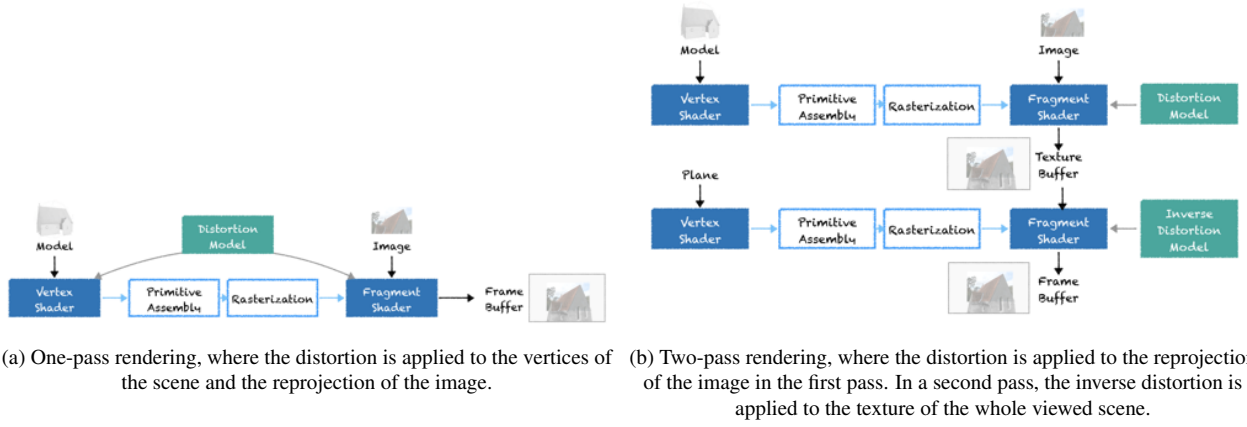 Model
Image
Distortion
Model
Vertex
Shader
Primitive
Assembly
Rasterization
Fragment
Shader
Frame
Buffer
(a) One-pass rendering, where the distortion is applied to the vertices of
the scene and the reprojection of the image.
Model
Image
Vertex
Shader
Primitive
Assembly
Rasterization
Fragment
Shader
Distortion
Model
Texture
Buffer
Plane
Vertex
Shader
Primitive
Assembly
Rasterization
Fragment
Shader
Inverse
Distortion
Model
Frame
Buffer
(b) Two-pass rendering, where the distortion is applied to the reprojectio
of the image in the first pass. In a second pass, the inverse distortion is
applied to the texture of the whole viewed scene.